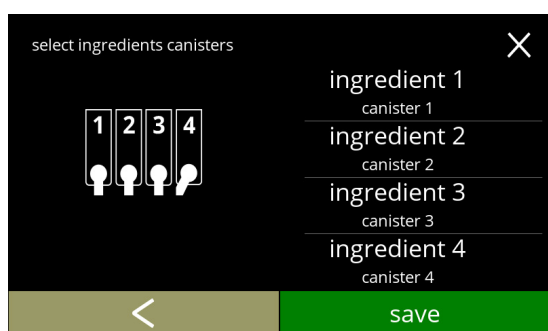 select ingredients canisters
1 2 3 4
ingredient 1
canister 1
ingredient 2
canister 2
ingredient 3
canister 3
ingredient 4
canister 4
save